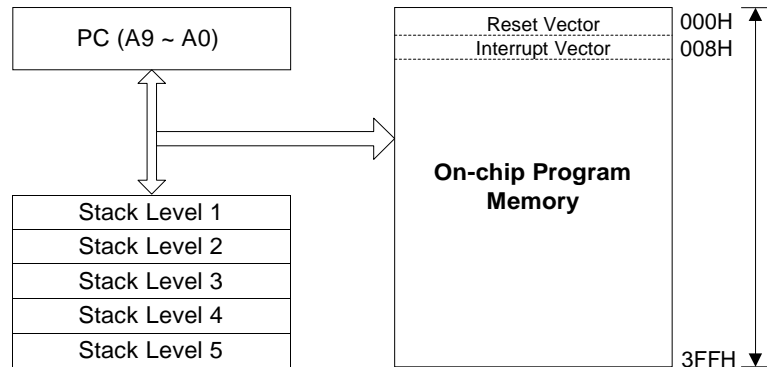 PC (A9 ~ A0)
Stack Level 1
Stack Level 2
Stack Level 3
Stack Level 4
Stack Level 5
Reset Vector
000H
Interrupt Vector
008H
On-chip Program
Memory
3FFH